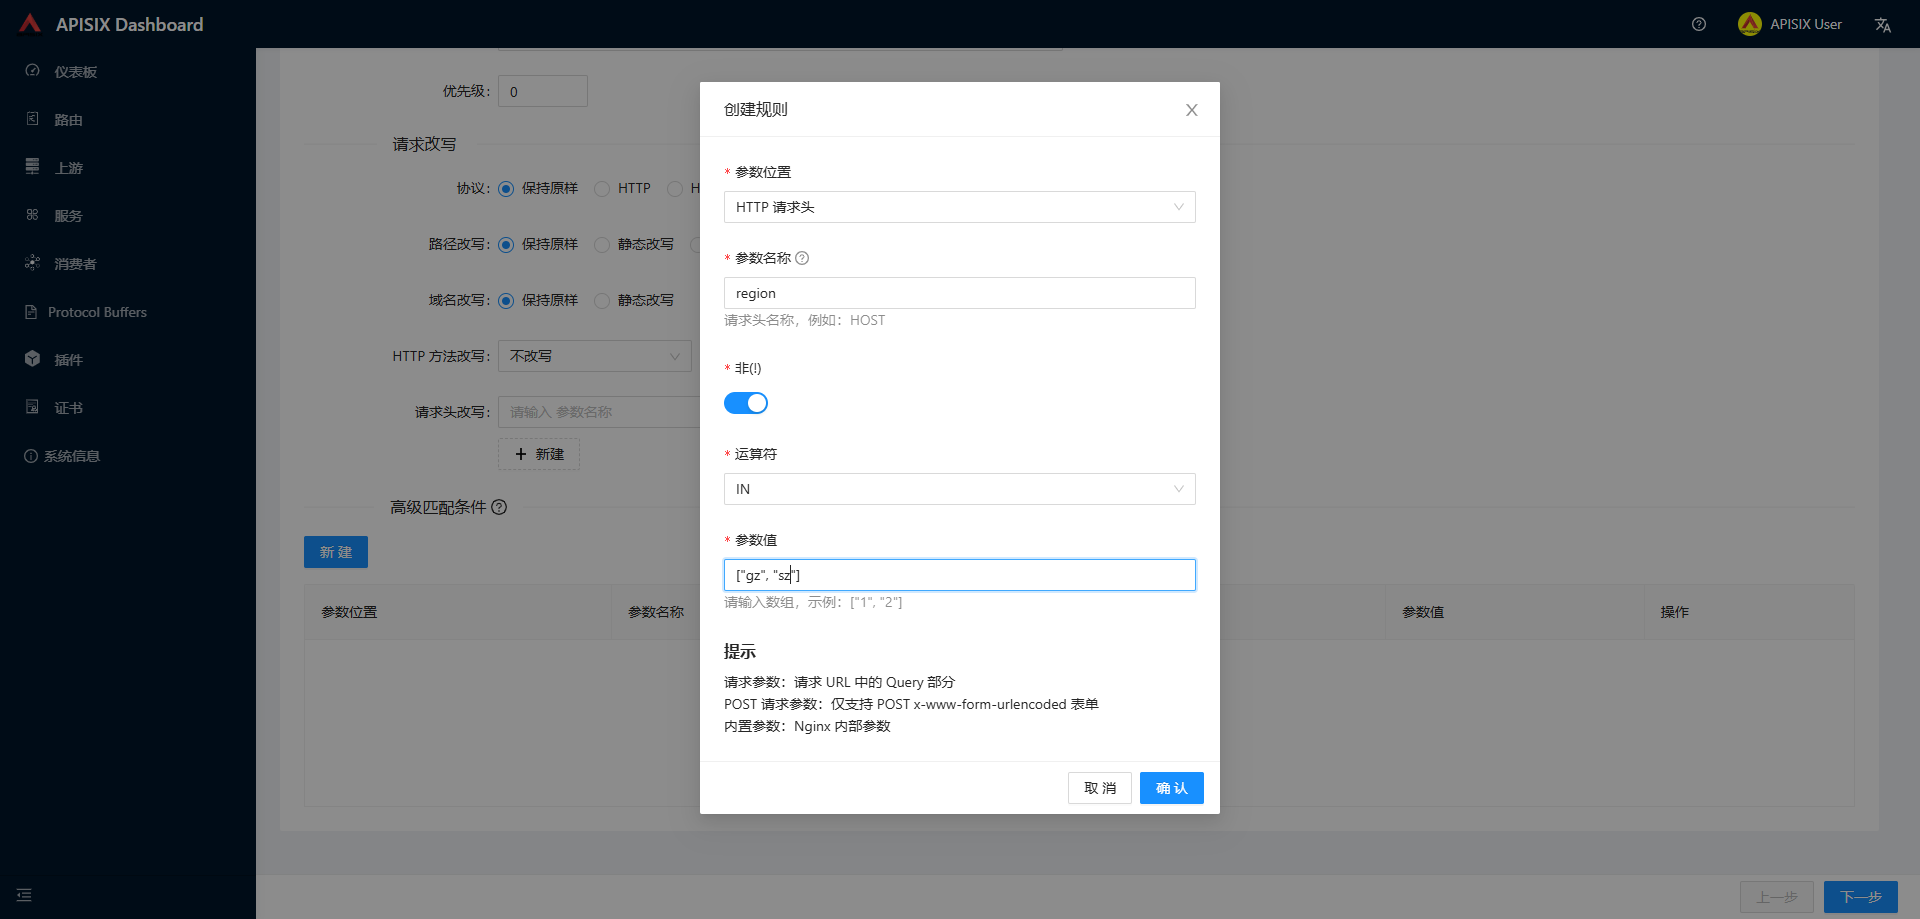 APISIX Dashboard
APISIX User
仪表板
路由
上游
服务
消费者
Protocol Buffers
插件
证书
系统信息
优先级:
0
请求改写
协议:
保持原样
HTTP
H
路径改写:
保持原样
静态改写
域名改写:
保持原样
静态改写
HTTP 方法改写:
不改写
请求头改写:
请输入 参数名称
+ 新建
高级匹配条件
新 建
参数位置
参数名称
参数值
操作
创建规则
* 参数位置
HTTP 请求头
* 参数名称
region
请求头名称，例如：HOST
* 非(!)
* 运算符
IN
* 参数值
["gz", "sz"]
请输入数组，示例：["1", "2"]
提示
请求参数：请求 URL 中的 Query 部分
POST 请求参数：仅支持 POST x-www-form-urlencoded 表单
内置参数：Nginx 内部参数
取 消
确 认
上一步
下一步